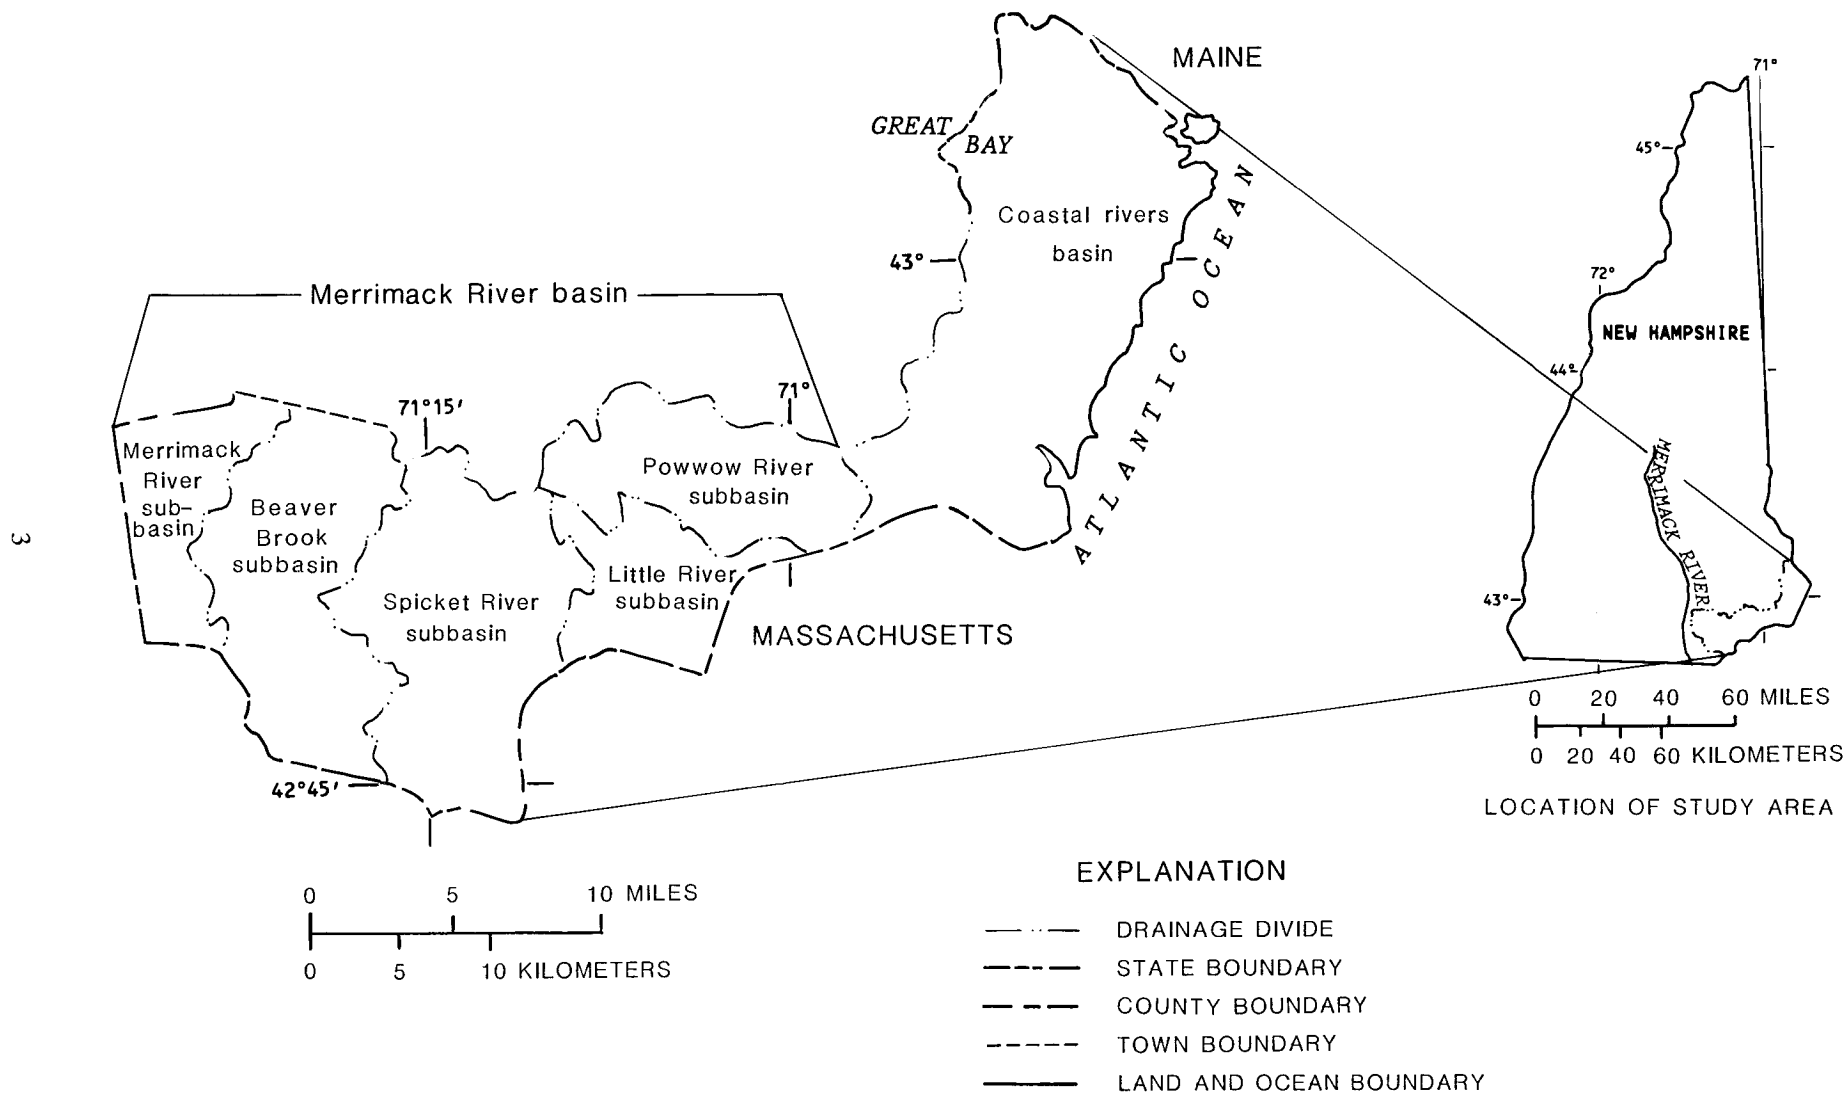 MAINE
71°
GREAT
BAY
45°
Coastal rivers
basin
43°
ATLANTIC OCEAN
72°
Merrimack River basin
NEW HAMPSHIRE
44°
71°15'
71°
Merrimack
River
sub-
basin
Beaver
Brook
subbasin
Powwow River
subbasin
MERRIMACK RIVER
3
Little River
subbasin
Spicket River
subbasin
43°
MASSACHUSETTS
42°45'
0 20 40 60 MILES
0 20 40 60 KILOMETERS
LOCATION OF STUDY AREA
0 5 10 MILES
0 5 10 KILOMETERS
EXPLANATION
DRAINAGE DIVIDE
STATE BOUNDARY
COUNTY BOUNDARY
TOWN BOUNDARY
LAND AND OCEAN BOUNDARY